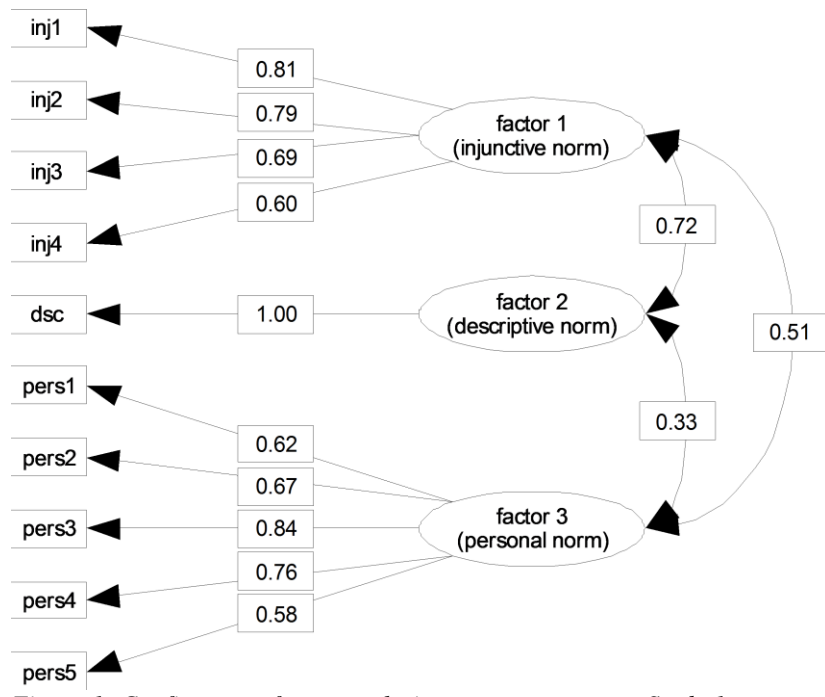 inj1
0.81
inj2
0.79
factor 1
(injunctive norm)
inj3
0.69
inj4
0.60
0.72
dsc
1.00
factor 2
(descriptive norm)
0.51
pers1
0.62
0.33
pers2
0.67
pers3
0.84
factor 3
(personal norm)
pers4
0.76
pers5
0.58